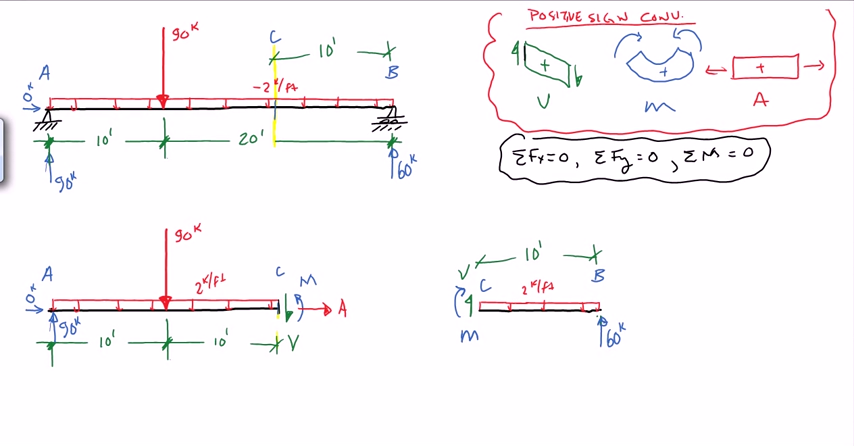 POSITIVE SIGN CONV.
90ᴷ
C
10'
A
B
0ᴷ
-2ᴷ/ft
10'
20'
90ᴷ
60ᴷ
+
+
+
V
M
A
ΣFx=0, ΣFy=0, ΣM=0
90ᴷ
A
C
M
2ᴷ/ft
0ᴷ
A
90ᴷ
10'
10'
V
10'
V
C
B
2ᴷ/ft
M
60ᴷ